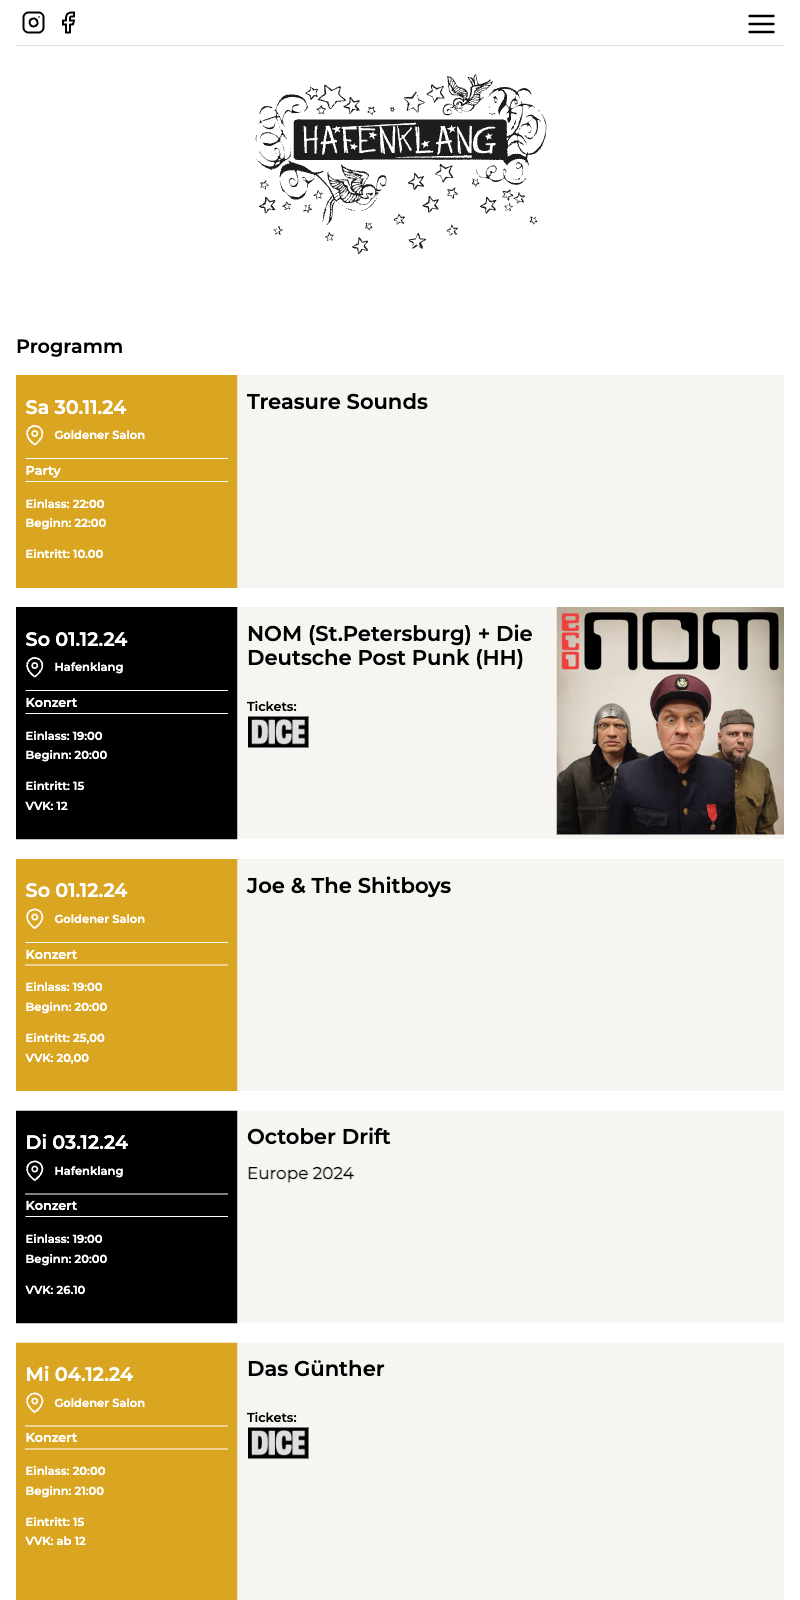 HAFENKLANG
Programm
Sa 30.11.24
Goldener Salon
Party
Einlass: 22:00
Beginn: 22:00
Eintritt: 10.00
Treasure Sounds
So 01.12.24
Hafenklang
Konzert
Einlass: 19:00
Beginn: 20:00
Eintritt: 15
VVK: 12
NOM (St.Petersburg) + Die
Deutsche Post Punk (HH)
Tickets:
DICE
nom
So 01.12.24
Goldener Salon
Konzert
Einlass: 19:00
Beginn: 20:00
Eintritt: 25,00
VVK: 20,00
Joe & The Shitboys
Di 03.12.24
Hafenklang
Konzert
Einlass: 19:00
Beginn: 20:00
VVK: 26.10
October Drift
Europe 2024
Mi 04.12.24
Goldener Salon
Konzert
Einlass: 20:00
Beginn: 21:00
Eintritt: 15
VVK: ab 12
Das Günther
Tickets:
DICE